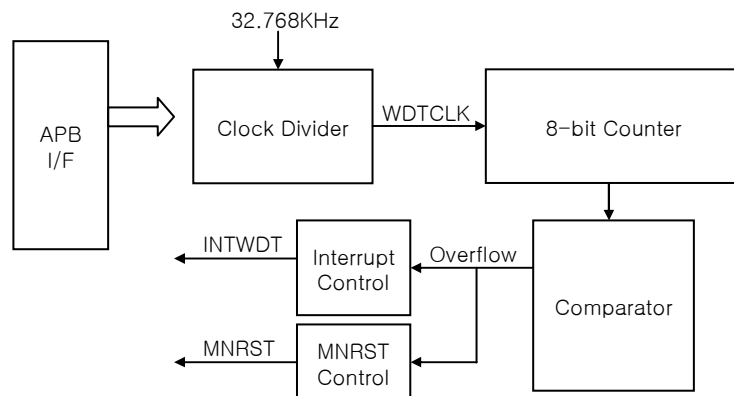 32.768KHz
APB
I/F
Clock Divider
WDTCLK
8-bit Counter
INTWDT
Interrupt
Control
Overflow
Comparator
MNRST
MNRST
Control